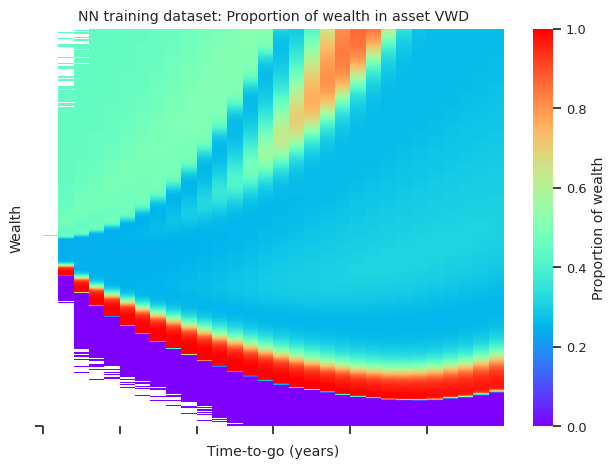 NN training dataset: Proportion of wealth in asset VWD
Wealth
Time-to-go (years)
1.0
0.8
0.6
0.4
0.2
0.0
Proportion of wealth